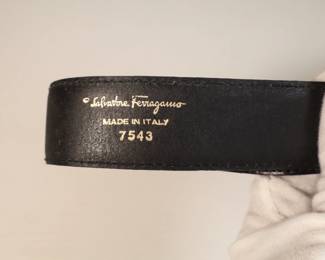 © Salvatore Ferragamo
MADE IN ITALY
7543